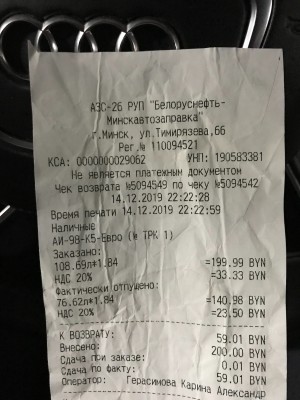 АЗС-26 РУП "Белоруснефть-
Минскавтозаправка"
г.Минск, ул.Тимирязева,66
Рег.№ 110094521
КСА: 0000000029062 УНП: 190583381
Не является платежным документом
Чек возврата №5094549 по чеку №5094542
14.12.2019 22:22:28
Время печати 14.12.2019 22:22:59
Наличные
АИ-98-К5-Евро (№ ТРК 1)
Заказано:
108.69л*1.84 =199.99 BYN
НДС 20% =33.33 BYN
Фактически отпущено:
76.62л*1.84 =140.98 BYN
НДС 20% =23.50 BYN
К ВОЗВРАТУ: 59.01 BYN
Внесено: 200.00 BYN
Сдача при заказе: 0.01 BYN
Сдача по факту: 59.01 BYN
Оператор: Герасимова Карина Александр